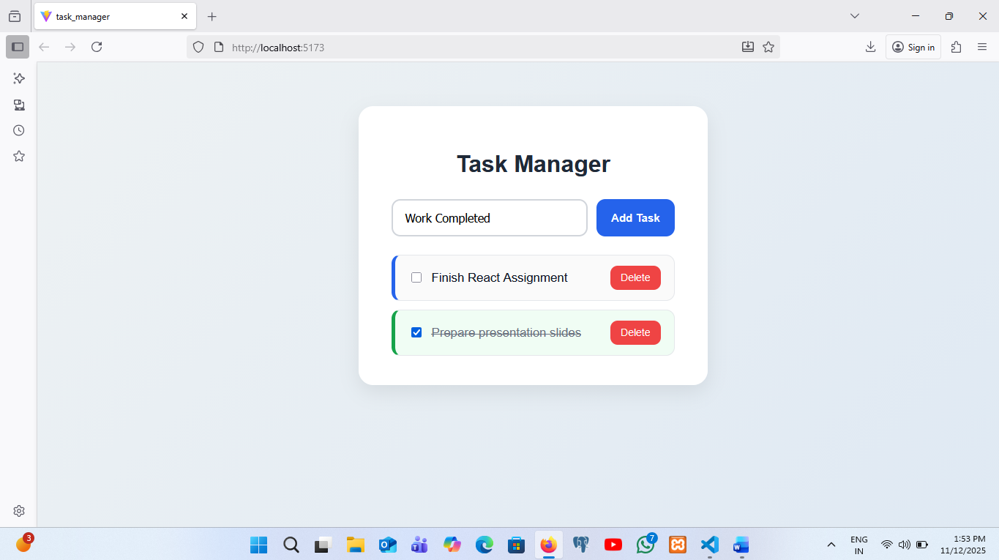 task_manager
http://localhost:5173
Sign in
Task Manager
Work Completed
Add Task
Finish React Assignment
Delete
Prepare presentation slides
Delete
3
7
ENG
IN
1:53 PM
11/12/2025